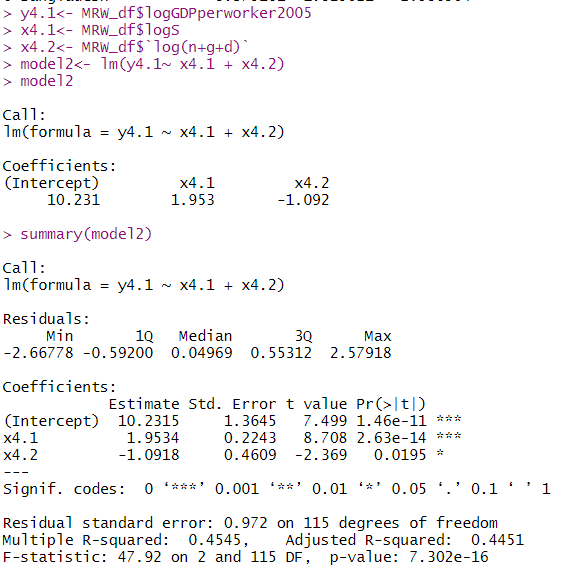 > y4.1<- MRW_df$logGDPperworker2005
> x4.1<- MRW_df$logS
> x4.2<- MRW_df$`log(n+g+d)`
> model2<- lm(y4.1~ x4.1 + x4.2)
> model2
Call:
lm(formula = y4.1 ~ x4.1 + x4.2)
Coefficients:
(Intercept)         x4.1         x4.2
     10.231        1.953       -1.092
> summary(model2)
Call:
lm(formula = y4.1 ~ x4.1 + x4.2)
Residuals:
     Min       1Q   Median       3Q      Max
-2.66778 -0.59200  0.04969  0.55312  2.57918
Coefficients:
            Estimate Std. Error t value Pr(>|t|)
(Intercept)  10.2315     1.3645   7.499 1.46e-11 ***
x4.1          1.9534     0.2243   8.708 2.63e-14 ***
x4.2         -1.0918     0.4609  -2.369   0.0195 *
---
Signif. codes:  0 ‘***’ 0.001 ‘**’ 0.01 ‘*’ 0.05 ‘.’ 0.1 ‘ ’ 1
Residual standard error: 0.972 on 115 degrees of freedom
Multiple R-squared:  0.4545,    Adjusted R-squared:  0.4451
F-statistic: 47.92 on 2 and 115 DF,  p-value: 7.302e-16